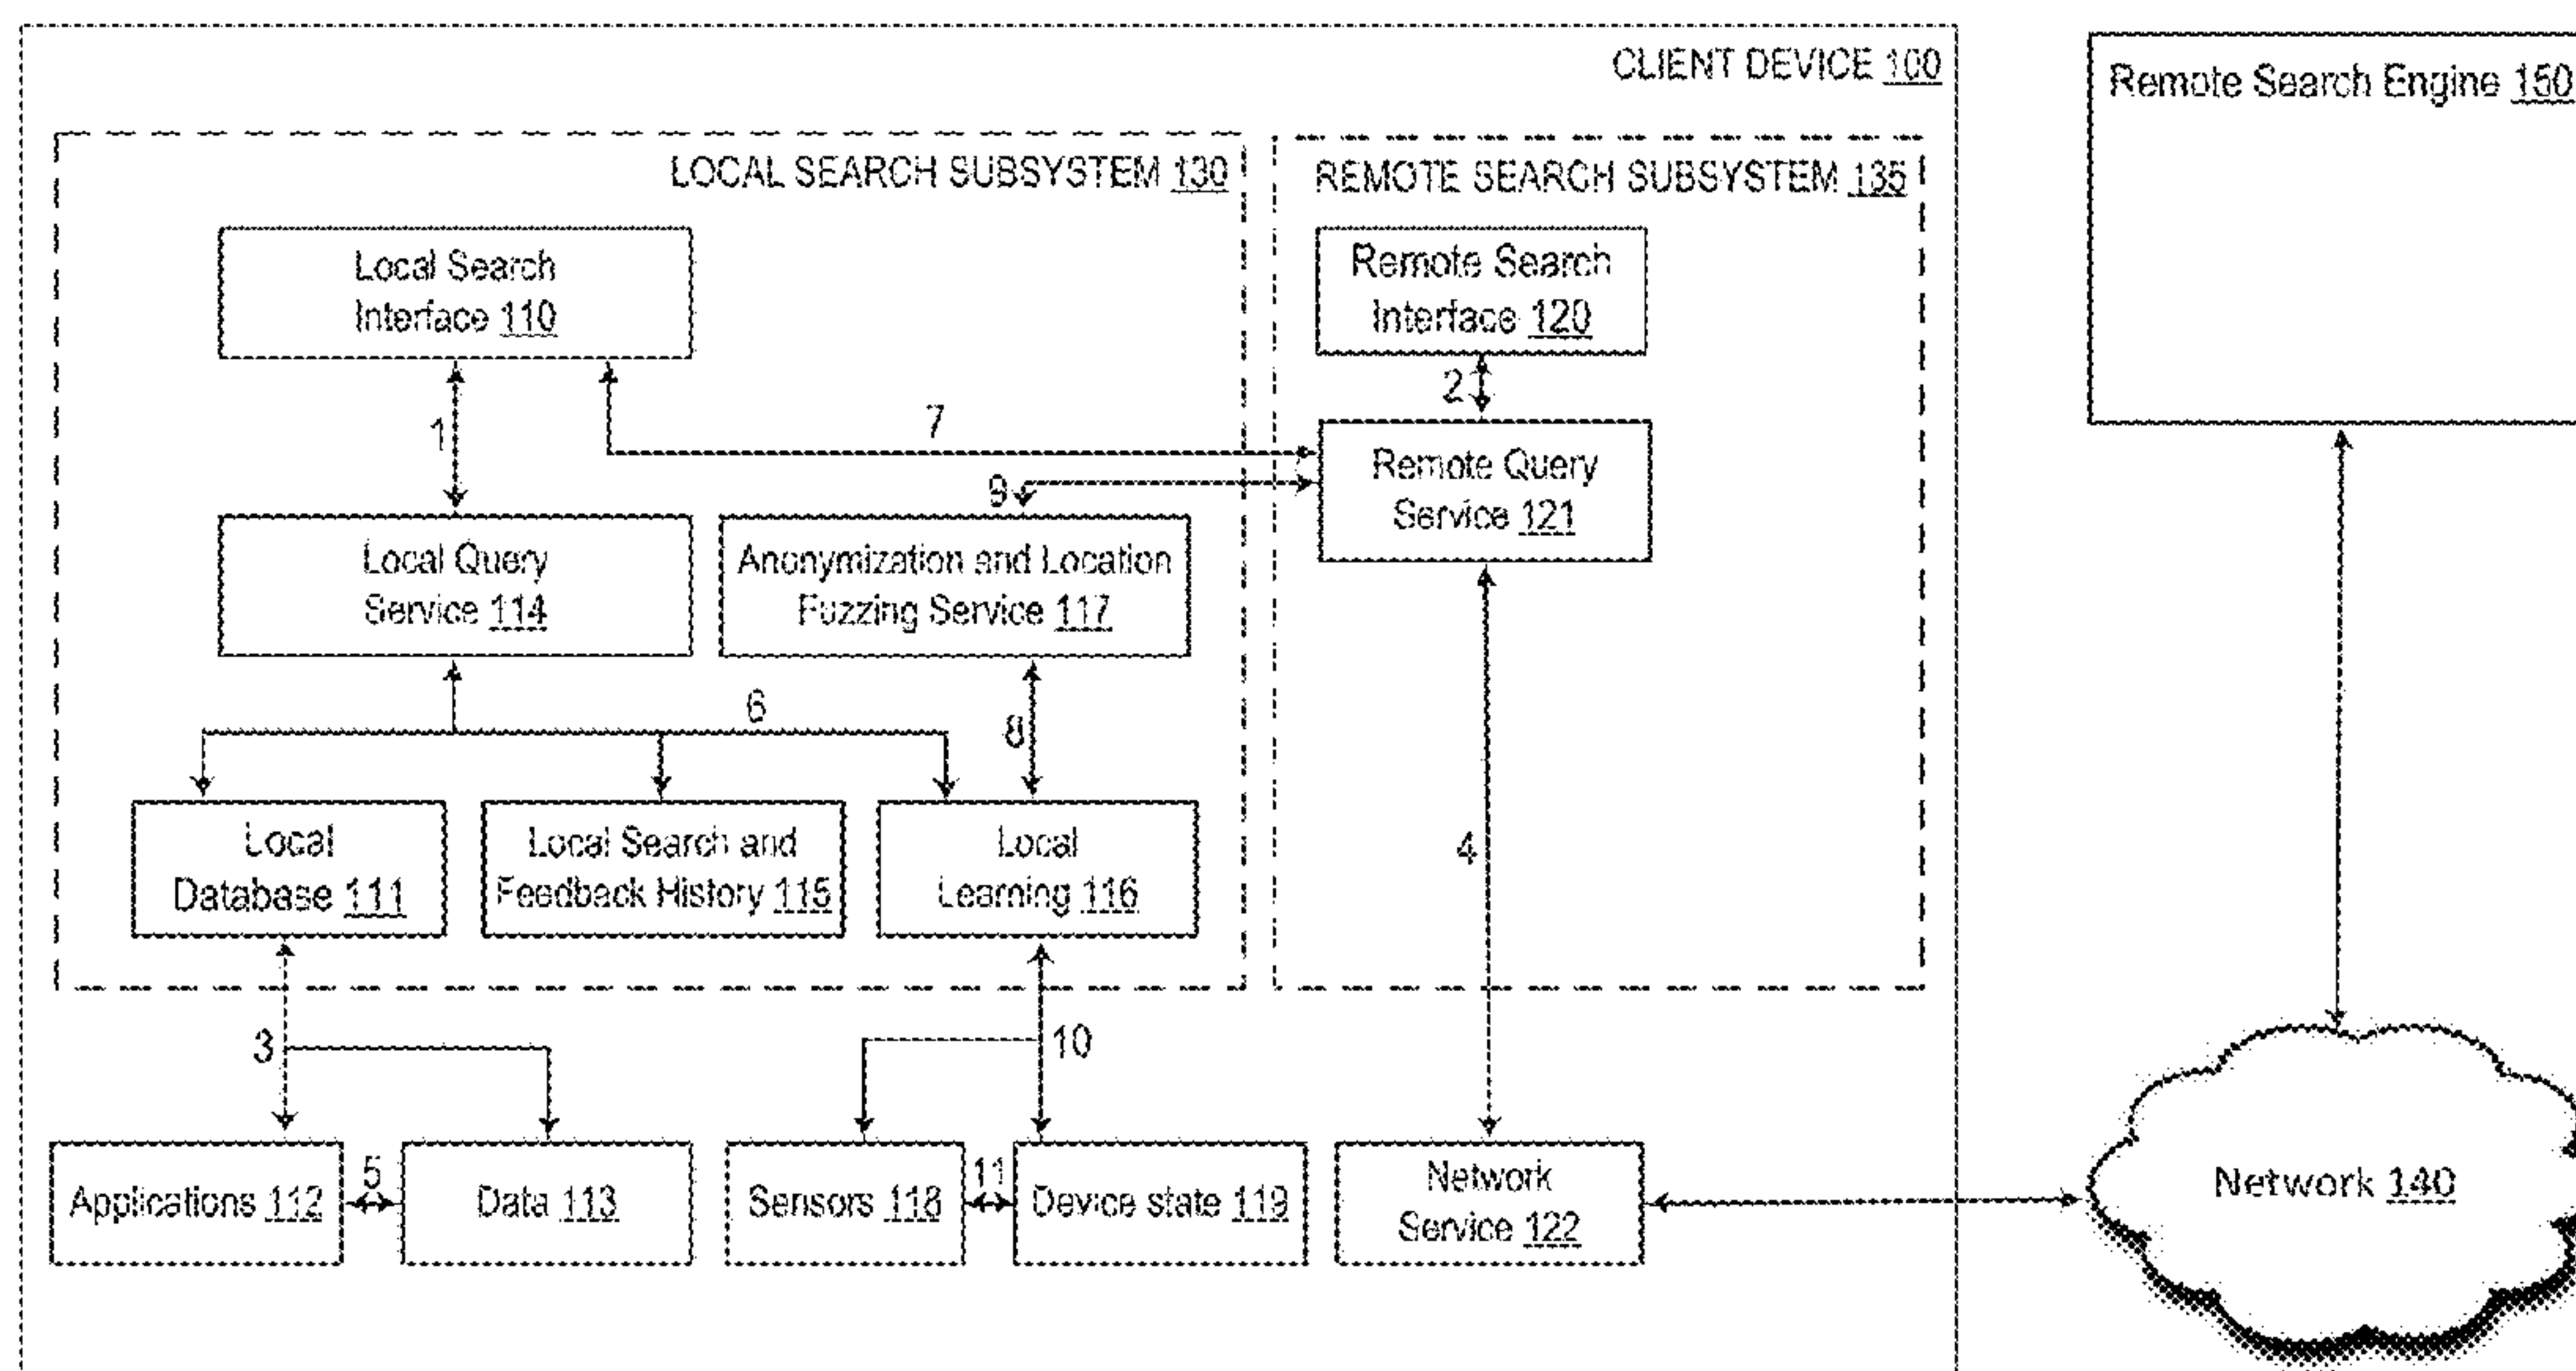 CLIENT DEVICE 100
Remote Search Engine 150
LOCAL SEARCH SUBSYSTEM 130
REMOTE SEARCH SUBSYSTEM 135
Local Search
Interface 110
Remote Search
Interface 120
2
1
7
Remote Query
Service 121
9
Local Query
Service 114
Anonymization and Location
Fuzzing Service 117
6
8
4
Local
Database 111
Local Search and
Feedback History 115
Local
Learning 116
3
10
Applications 112
5
Data 113
Sensors 118
11
Device state 119
Network
Service 122
Network 140